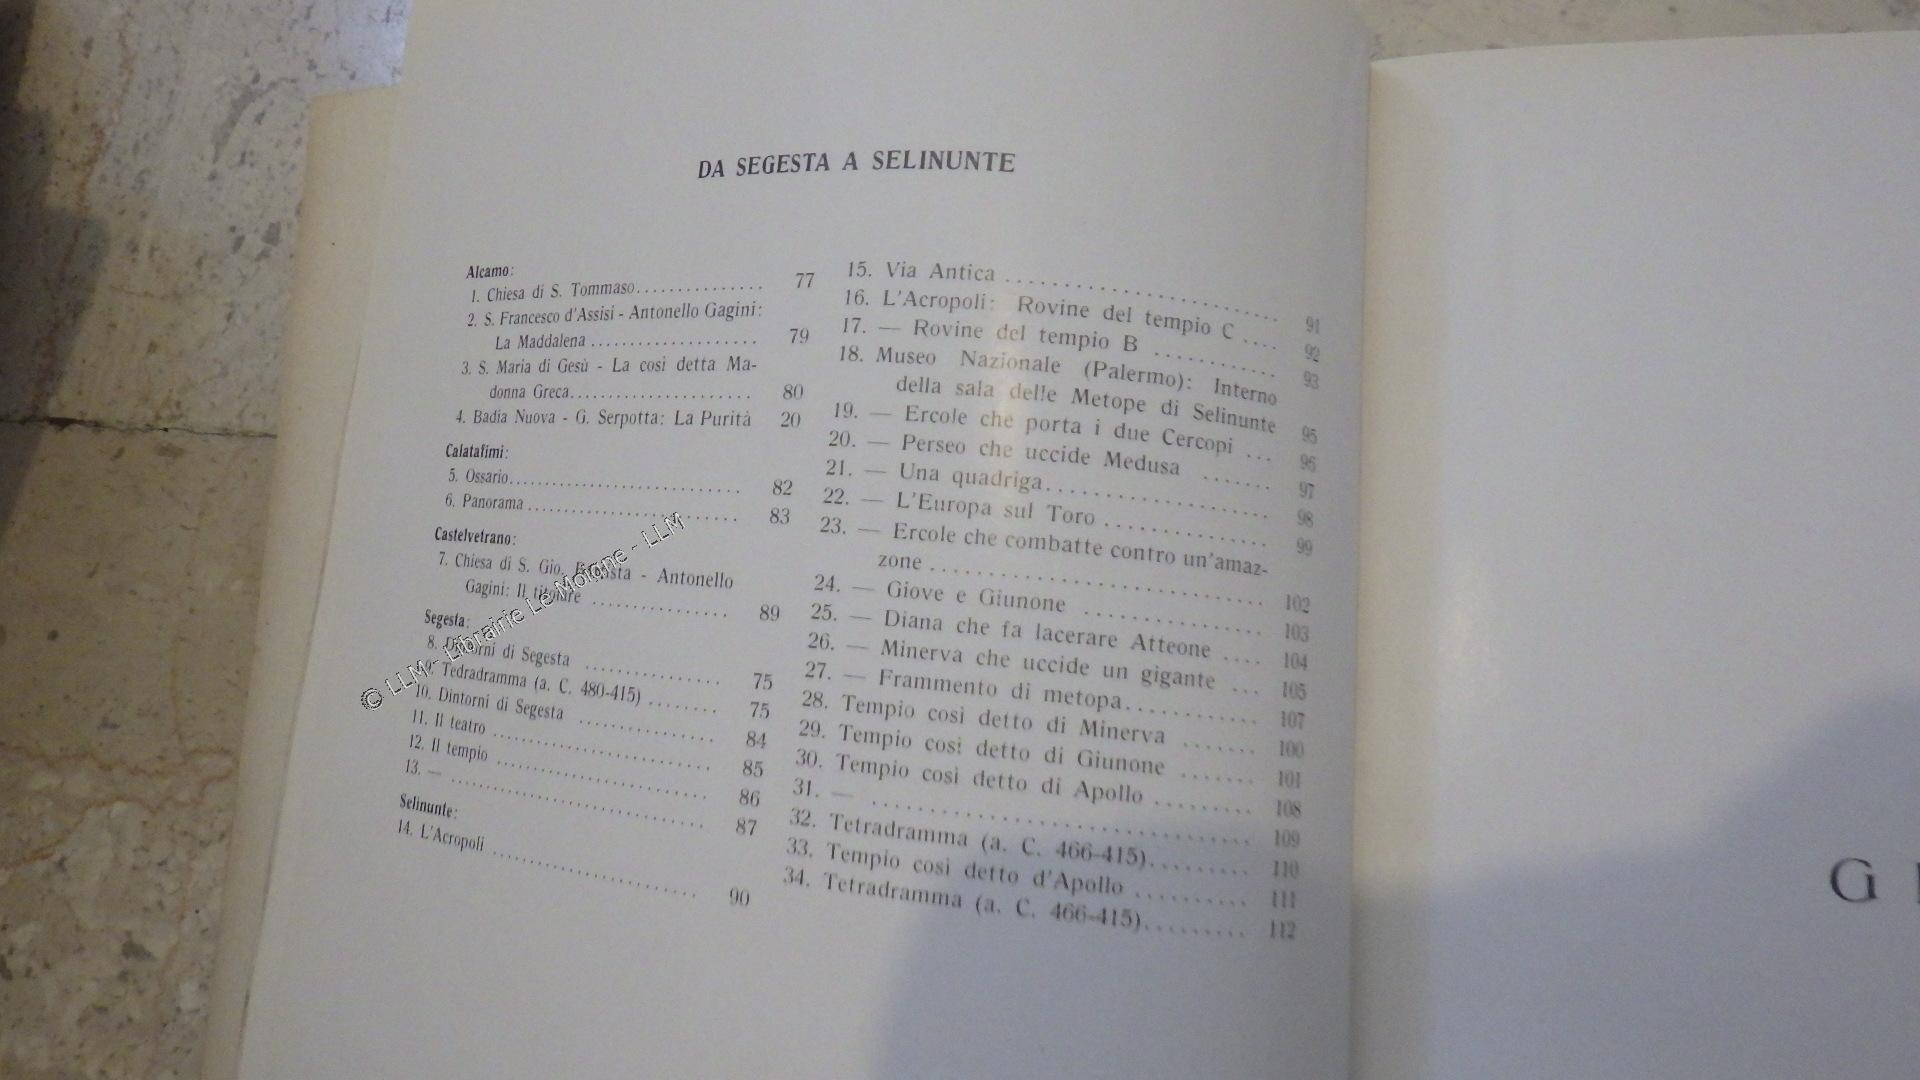 DA SEGESTA A SELINUNTE
Alcamo:
1. Chiesa di S. Tommaso............... 77
2. S. Francesco d'Assisi - Antonello Gagini:
La Maddalena ..................... 79
3. S. Maria di Gesù - La così detta Ma-
donna Greca....................... 80
4. Badia Nuova - G. Serpotta: La Purità 20
Calatafimi:
5. Ossario............................. 82
6. Panorama ........................... 83
Castelvetrano:
7. Chiesa di S. Gio. Battista - Antonello
Gagini: Il titolare ................. 89
Segesta:
8. Dintorni di Segesta ................. 75
9. Tedradramma (a. C. 480-415) ......... 75
10. Dintorni di Segesta ................. 84
11. Il teatro ........................... 85
12. Il tempio ........................... 86
13. — ................................. 87
Selinunte:
14. L'Acropoli .......................... 90
15. Via Antica ............................. 91
16. L'Acropoli: Rovine del tempio C .... 92
17. — Rovine del tempio B ............. 93
18. Museo Nazionale (Palermo): Interno
della sala delle Metope di Selinunte 95
19. — Ercole che porta i due Cercopi ... 96
20. — Perseo che uccide Medusa ....... 97
21. — Una quadriga..................... 98
22. — L'Europa sul Toro ............... 99
23. — Ercole che combatte contro un'amaz-
zone ............................... 102
24. — Giove e Giunone ................. 103
25. — Diana che fa lacerare Atteone .... 104
26. — Minerva che uccide un gigante ... 105
27. — Frammento di metopa............ 107
28. Tempio così detto di Minerva ....... 100
29. Tempio così detto di Giunone ....... 101
30. Tempio così detto di Apollo ......... 108
31. — ................................. 109
32. Tetradramma (a. C. 466-415)......... 110
33. Tempio così detto d'Apollo .......... 111
34. Tetradramma (a. C. 466-415)......... 112
© LLM - Librairie Le Moigne - LLM
G